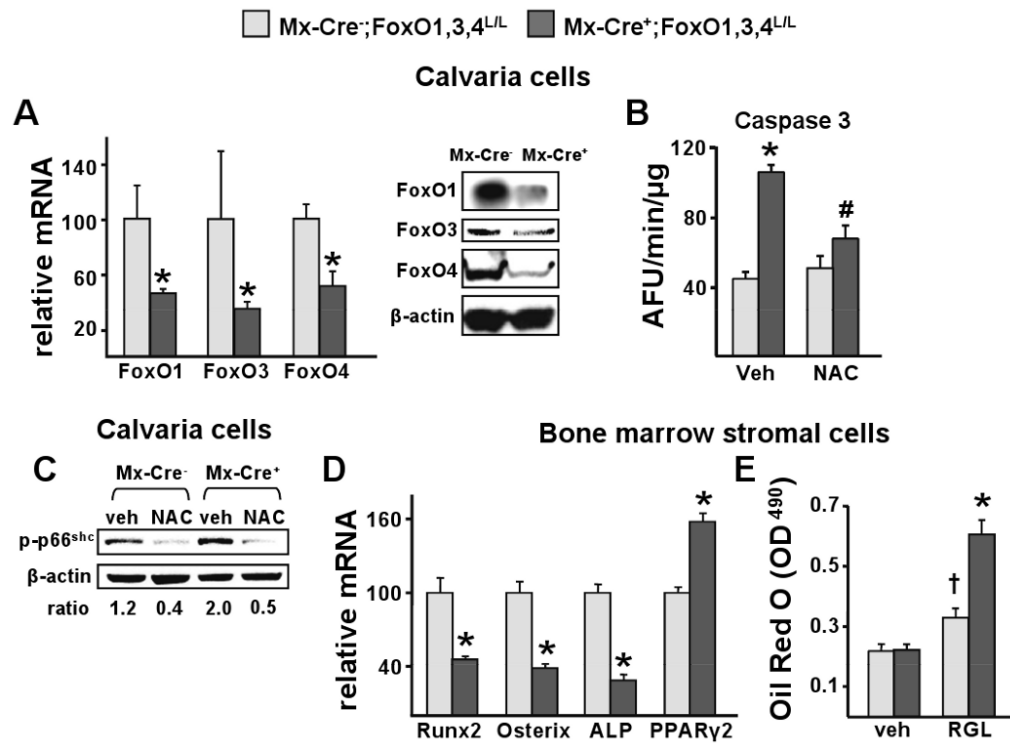 Mx-Cre⁻;FoxO1,3,4ᴸ/ᴸ Mx-Cre⁺;FoxO1,3,4ᴸ/ᴸ
Calvaria cells
A
relative mRNA
140
100
60
20
FoxO1 FoxO3 FoxO4
* * *
Mx-Cre⁻ Mx-Cre⁺
FoxO1
FoxO3
FoxO4
β-actin
B
Caspase 3
AFU/min/µg
120
80
40
* #
Veh NAC
Calvaria cells
C
Mx-Cre⁻ Mx-Cre⁺
veh NAC veh NAC
p-p66ˢʰᶜ
β-actin
ratio 1.2 0.4 2.0 0.5
Bone marrow stromal cells
D
relative mRNA
160
100
40
* * * *
Runx2 Osterix ALP PPARγ2
E
Oil Red O (OD⁴⁹⁰)
0.7
0.5
0.3
0.1
† *
veh RGL